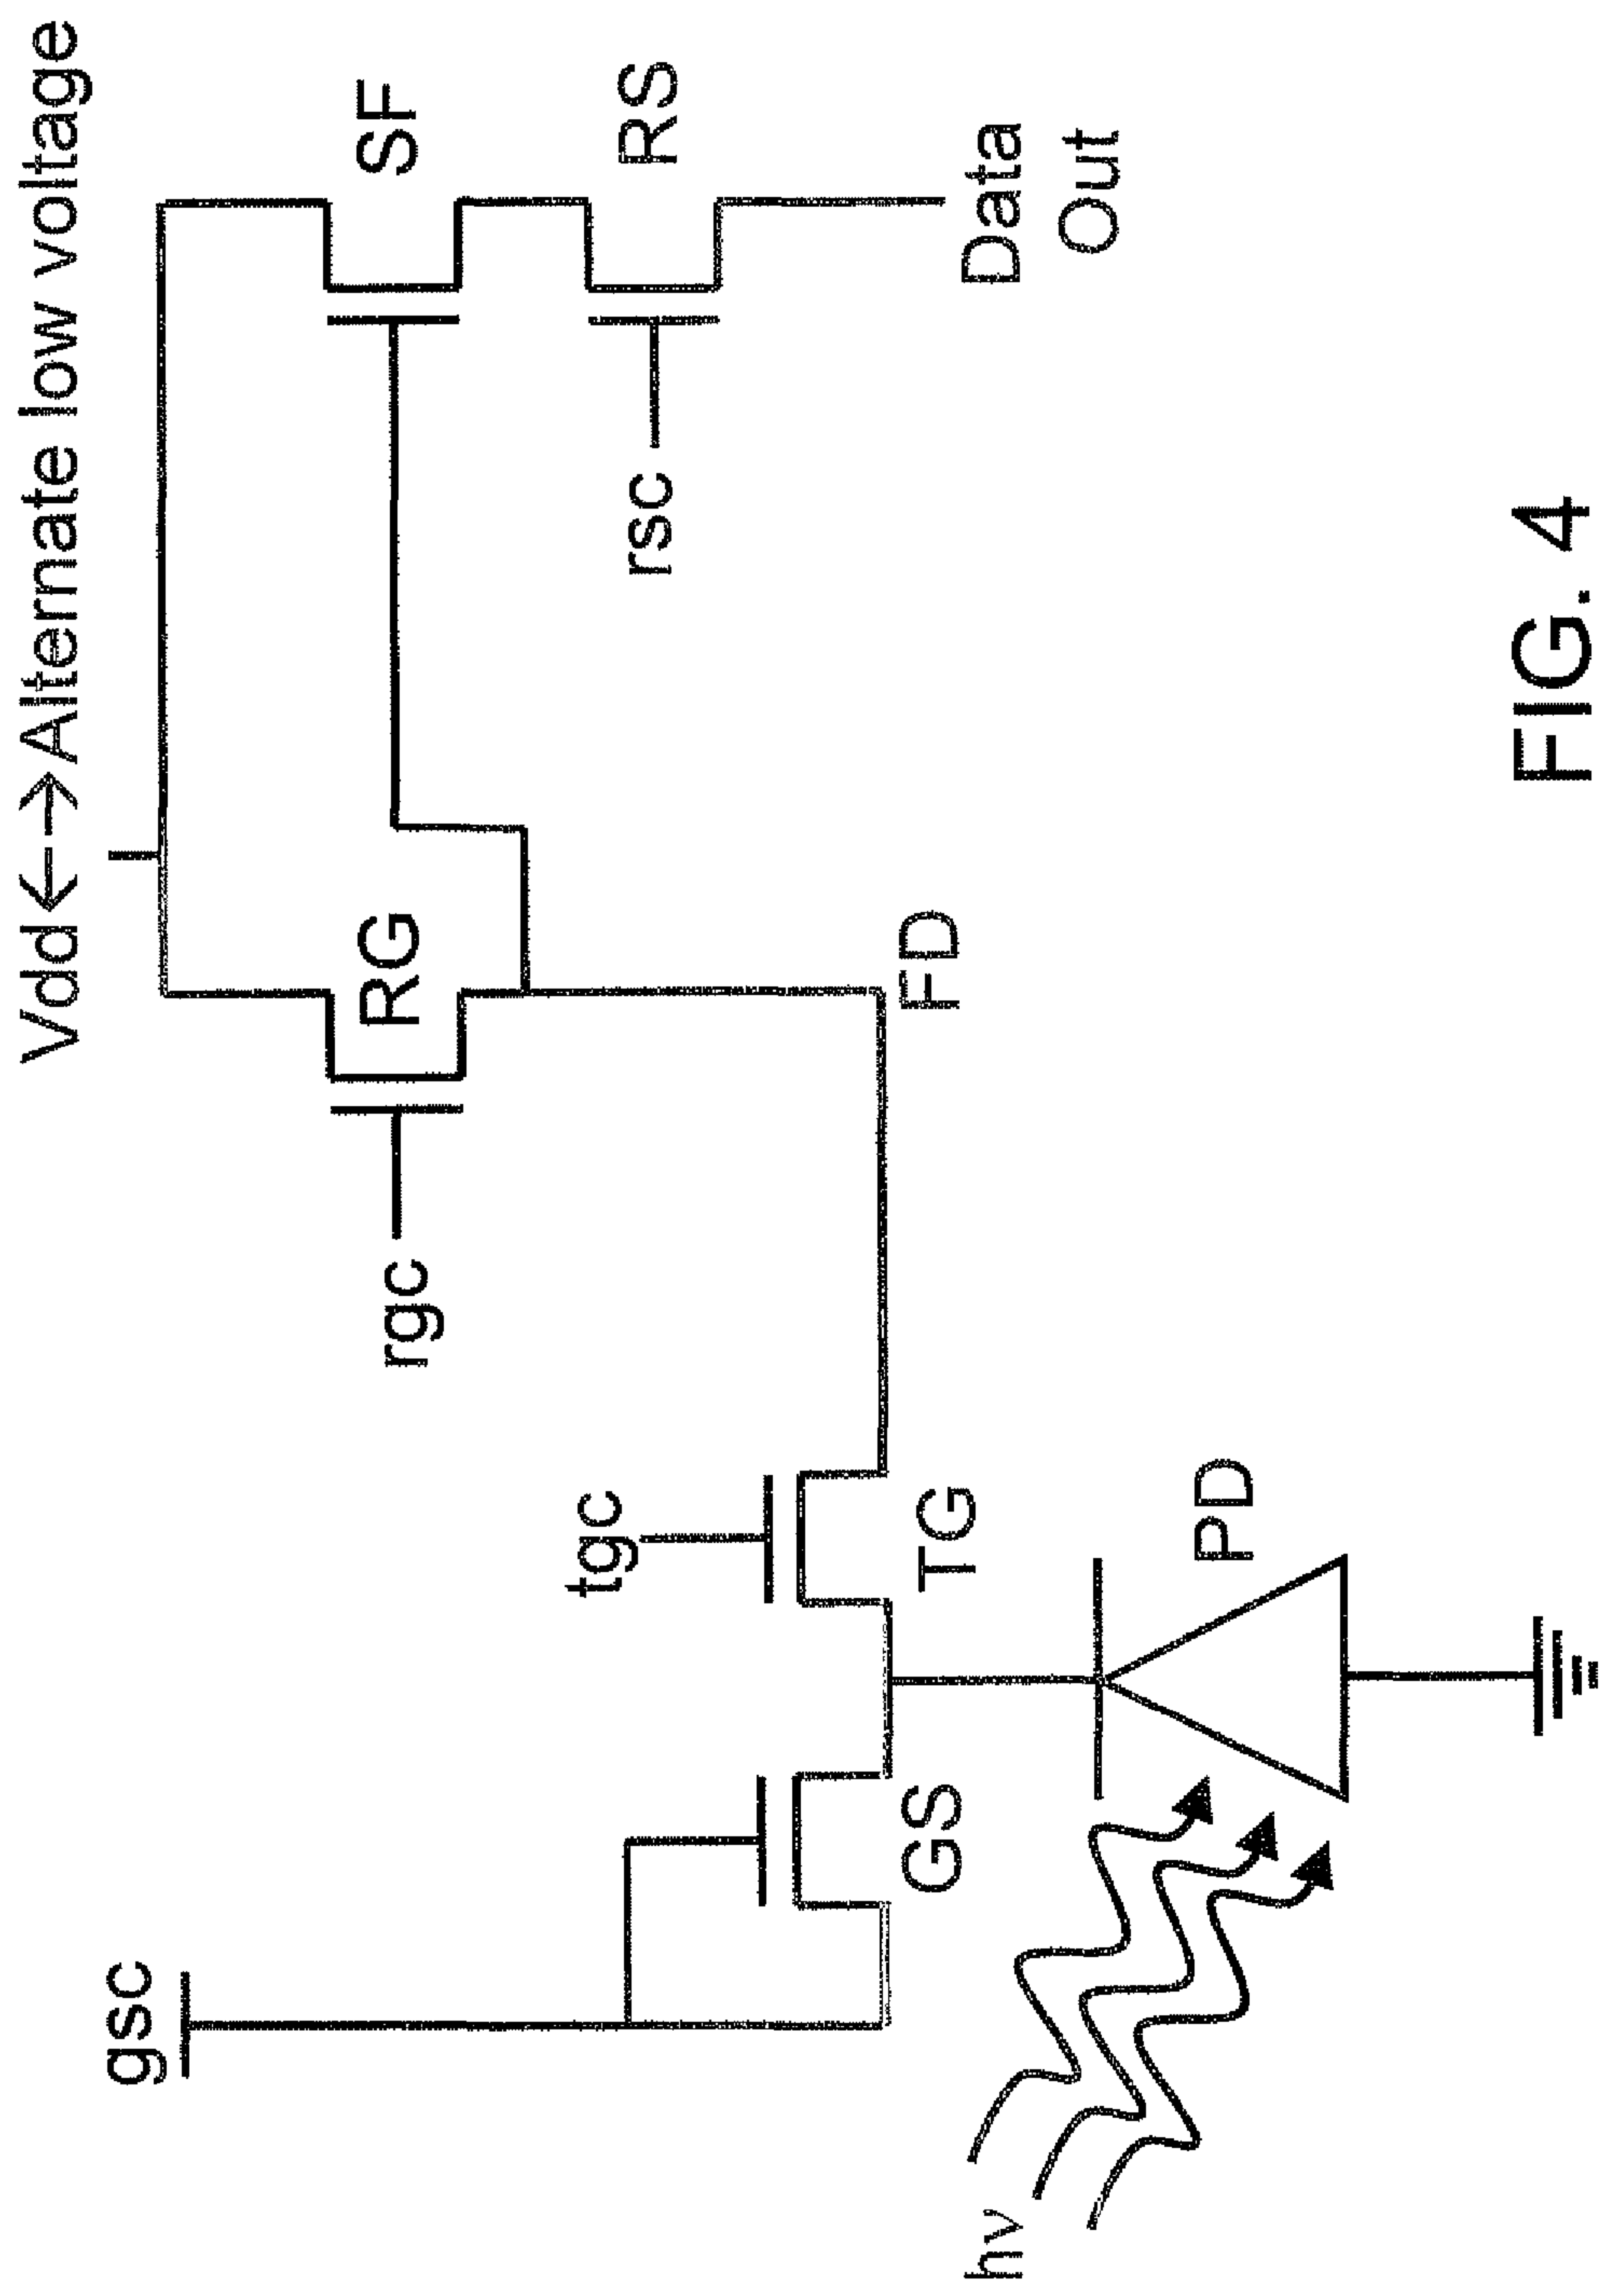 Vdd←→Alternate low voltage
gsc
RG
SF
rgc
tgc
rsc
RS
FD
GS
TG
Data
Out
hν
PD
FIG. 4